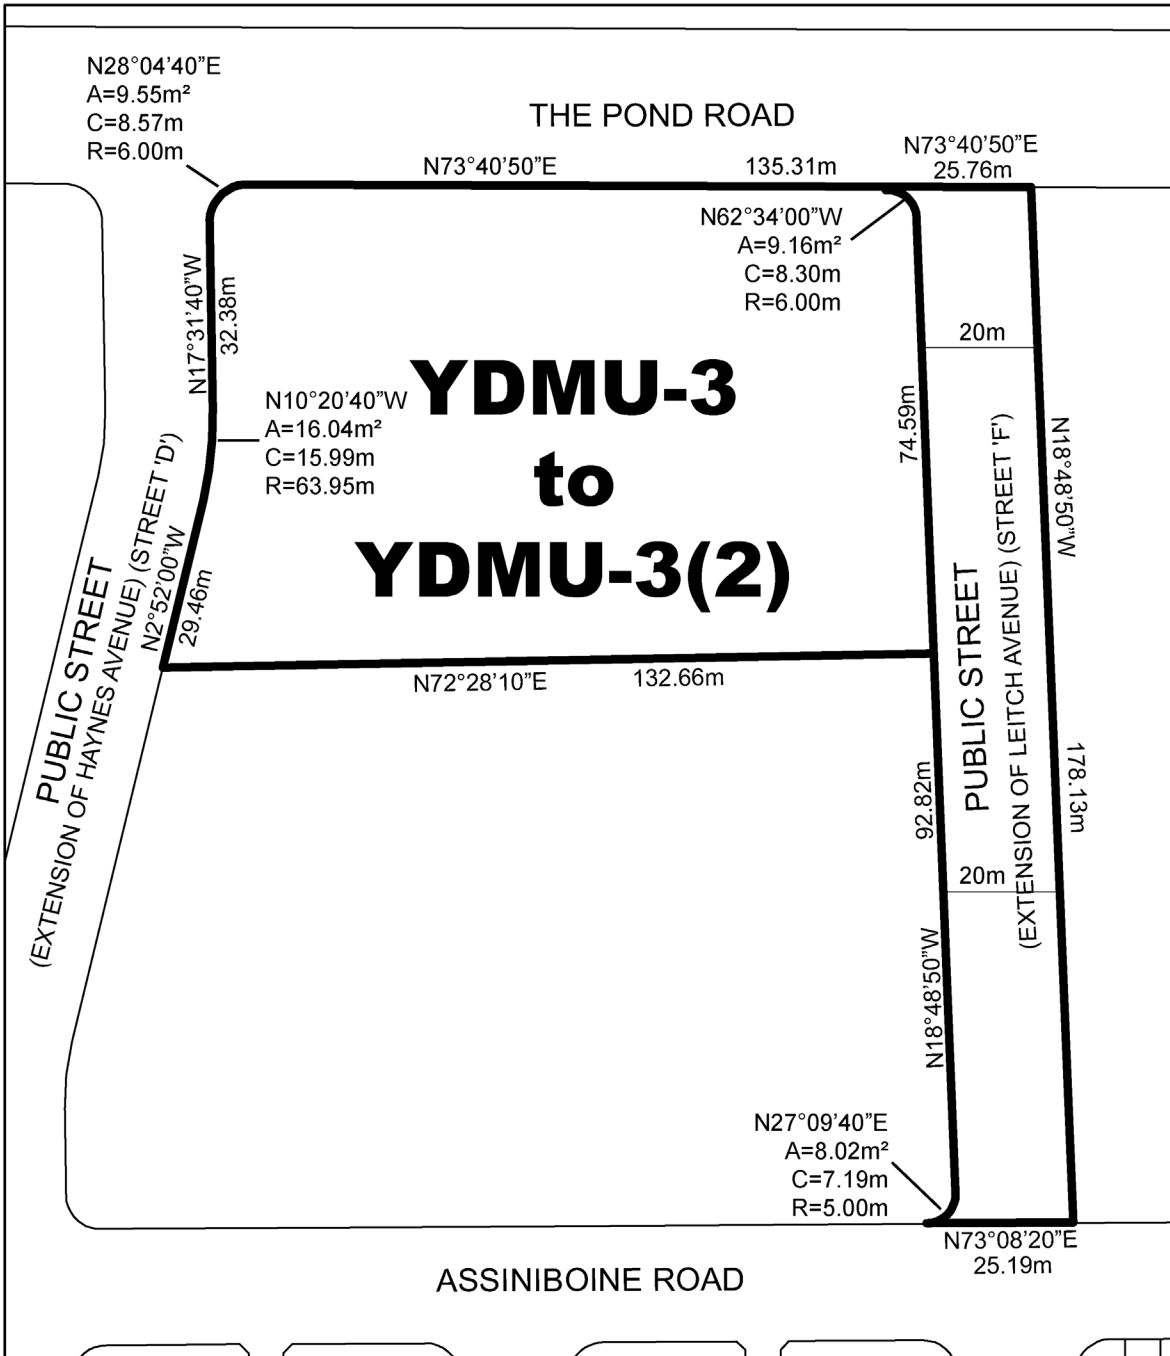 N28°04'40"E
A=9.55m²
C=8.57m
R=6.00m
THE POND ROAD
N73°40'50"E
135.31m
N73°40'50"E
25.76m
N62°34'00"W
A=9.16m²
C=8.30m
R=6.00m
N17°31'40"W
32.38m
20m
YDMU-3
to
YDMU-3(2)
N10°20'40"W
A=16.04m²
C=15.99m
R=63.95m
74.59m
N18°48'50"W
N2°52'00"W
29.46m
PUBLIC STREET
(EXTENSION OF HAYNES AVENUE) (STREET 'D')
PUBLIC STREET
(EXTENSION OF LEITCH AVENUE) (STREET 'F')
N72°28'10"E
132.66m
92.82m
178.13m
20m
N18°48'50"W
N27°09'40"E
A=8.02m²
C=7.19m
R=5.00m
N73°08'20"E
25.19m
ASSINIBOINE ROAD